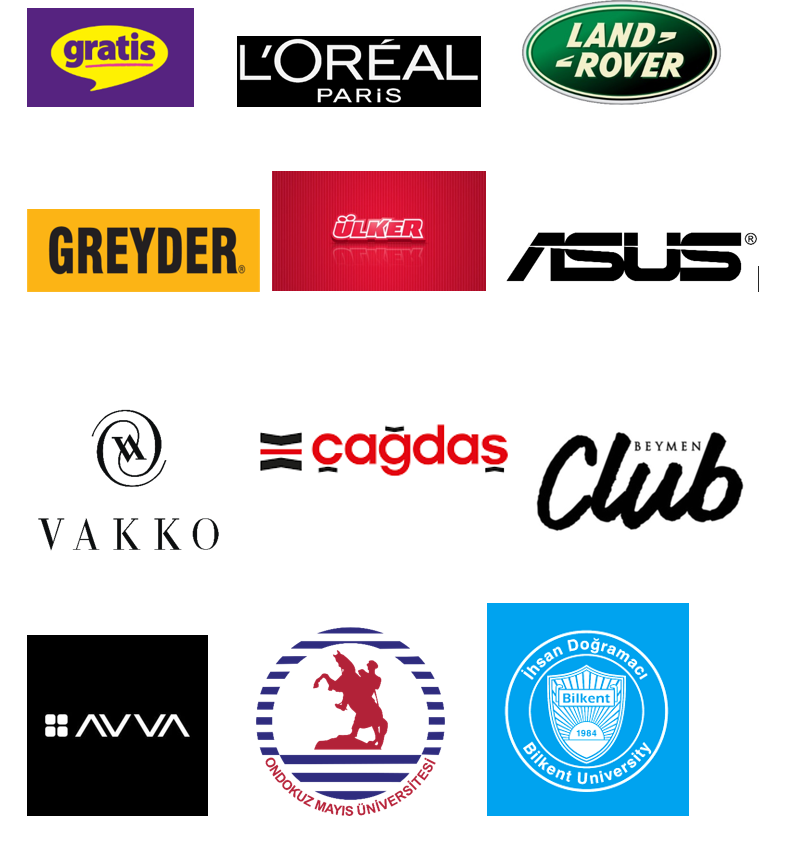 gratis
L'ORÉAL
PARiS
LAND-
-ROVER
GREYDER®
ÜLKER
ASUS®
VAKKO
çağdaş
BEYMEN
Club
AVVA
ONDOKUZ MAYIS ÜNİVERSİTESİ
İhsan Doğramacı
Bilkent
1984
Bilkent University